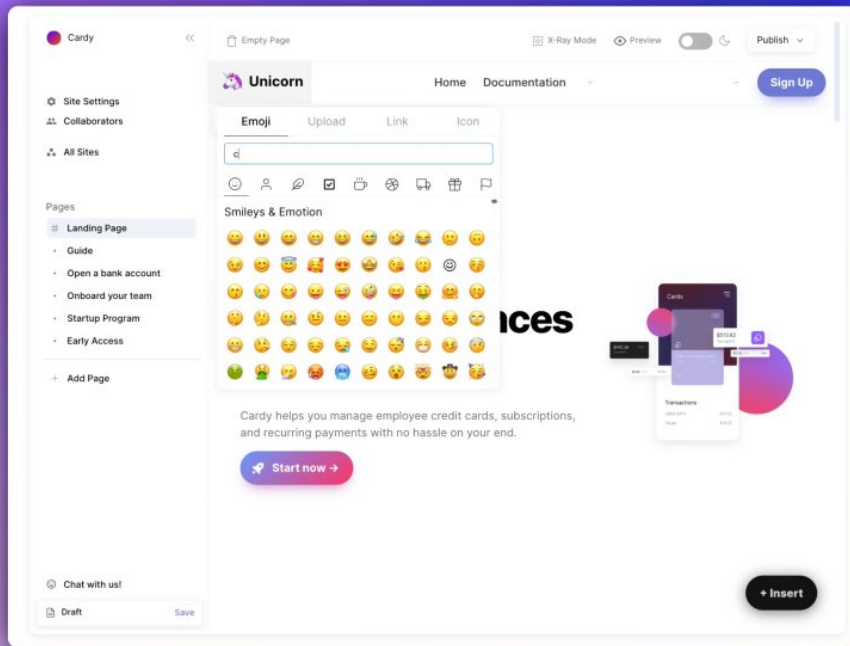 Cardy
Empty Page
X-Ray Mode
Preview
Publish
Unicorn
Home
Documentation
+
+
Sign Up
Site Settings
Collaborators
All Sites
Pages
# Landing Page
Guide
Open a bank account
Onboard your team
Startup Program
Early Access
+ Add Page
Emoji
Upload
Link
Icon
c
Smileys & Emotion
nces
Cardy helps you manage employee credit cards, subscriptions,
and recurring payments with no hassle on your end.
Start now →
Cards
Transactions
Chat with us!
Draft
Save
+ Insert